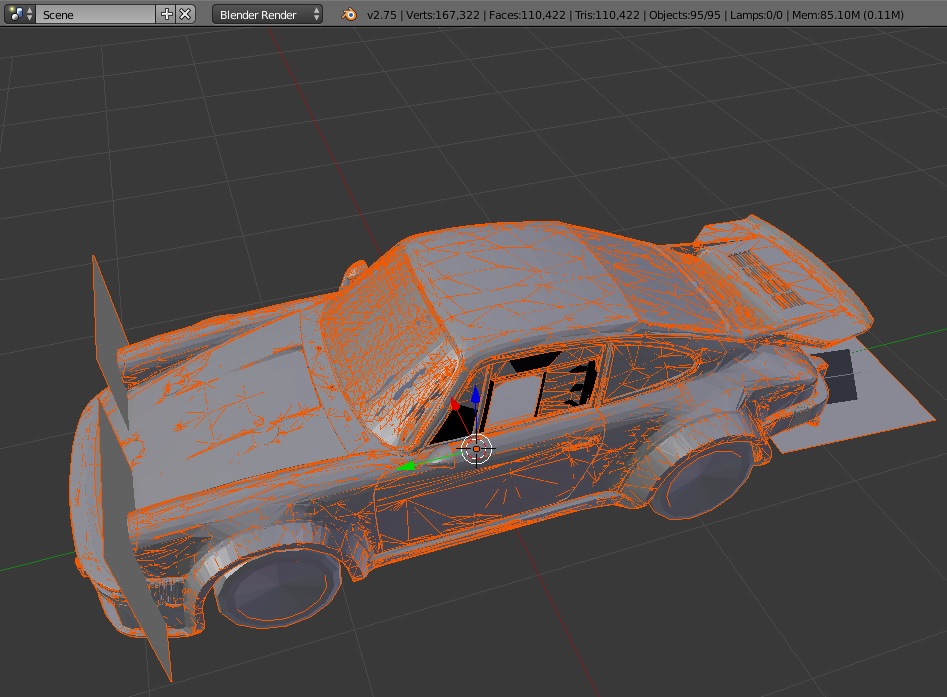 Scene Blender Render v2.75 | Verts:167,322 | Faces:110,422 | Tris:110,422 | Objects:95/95 | Lamps:0/0 | Mem:85.10M (0.11M)